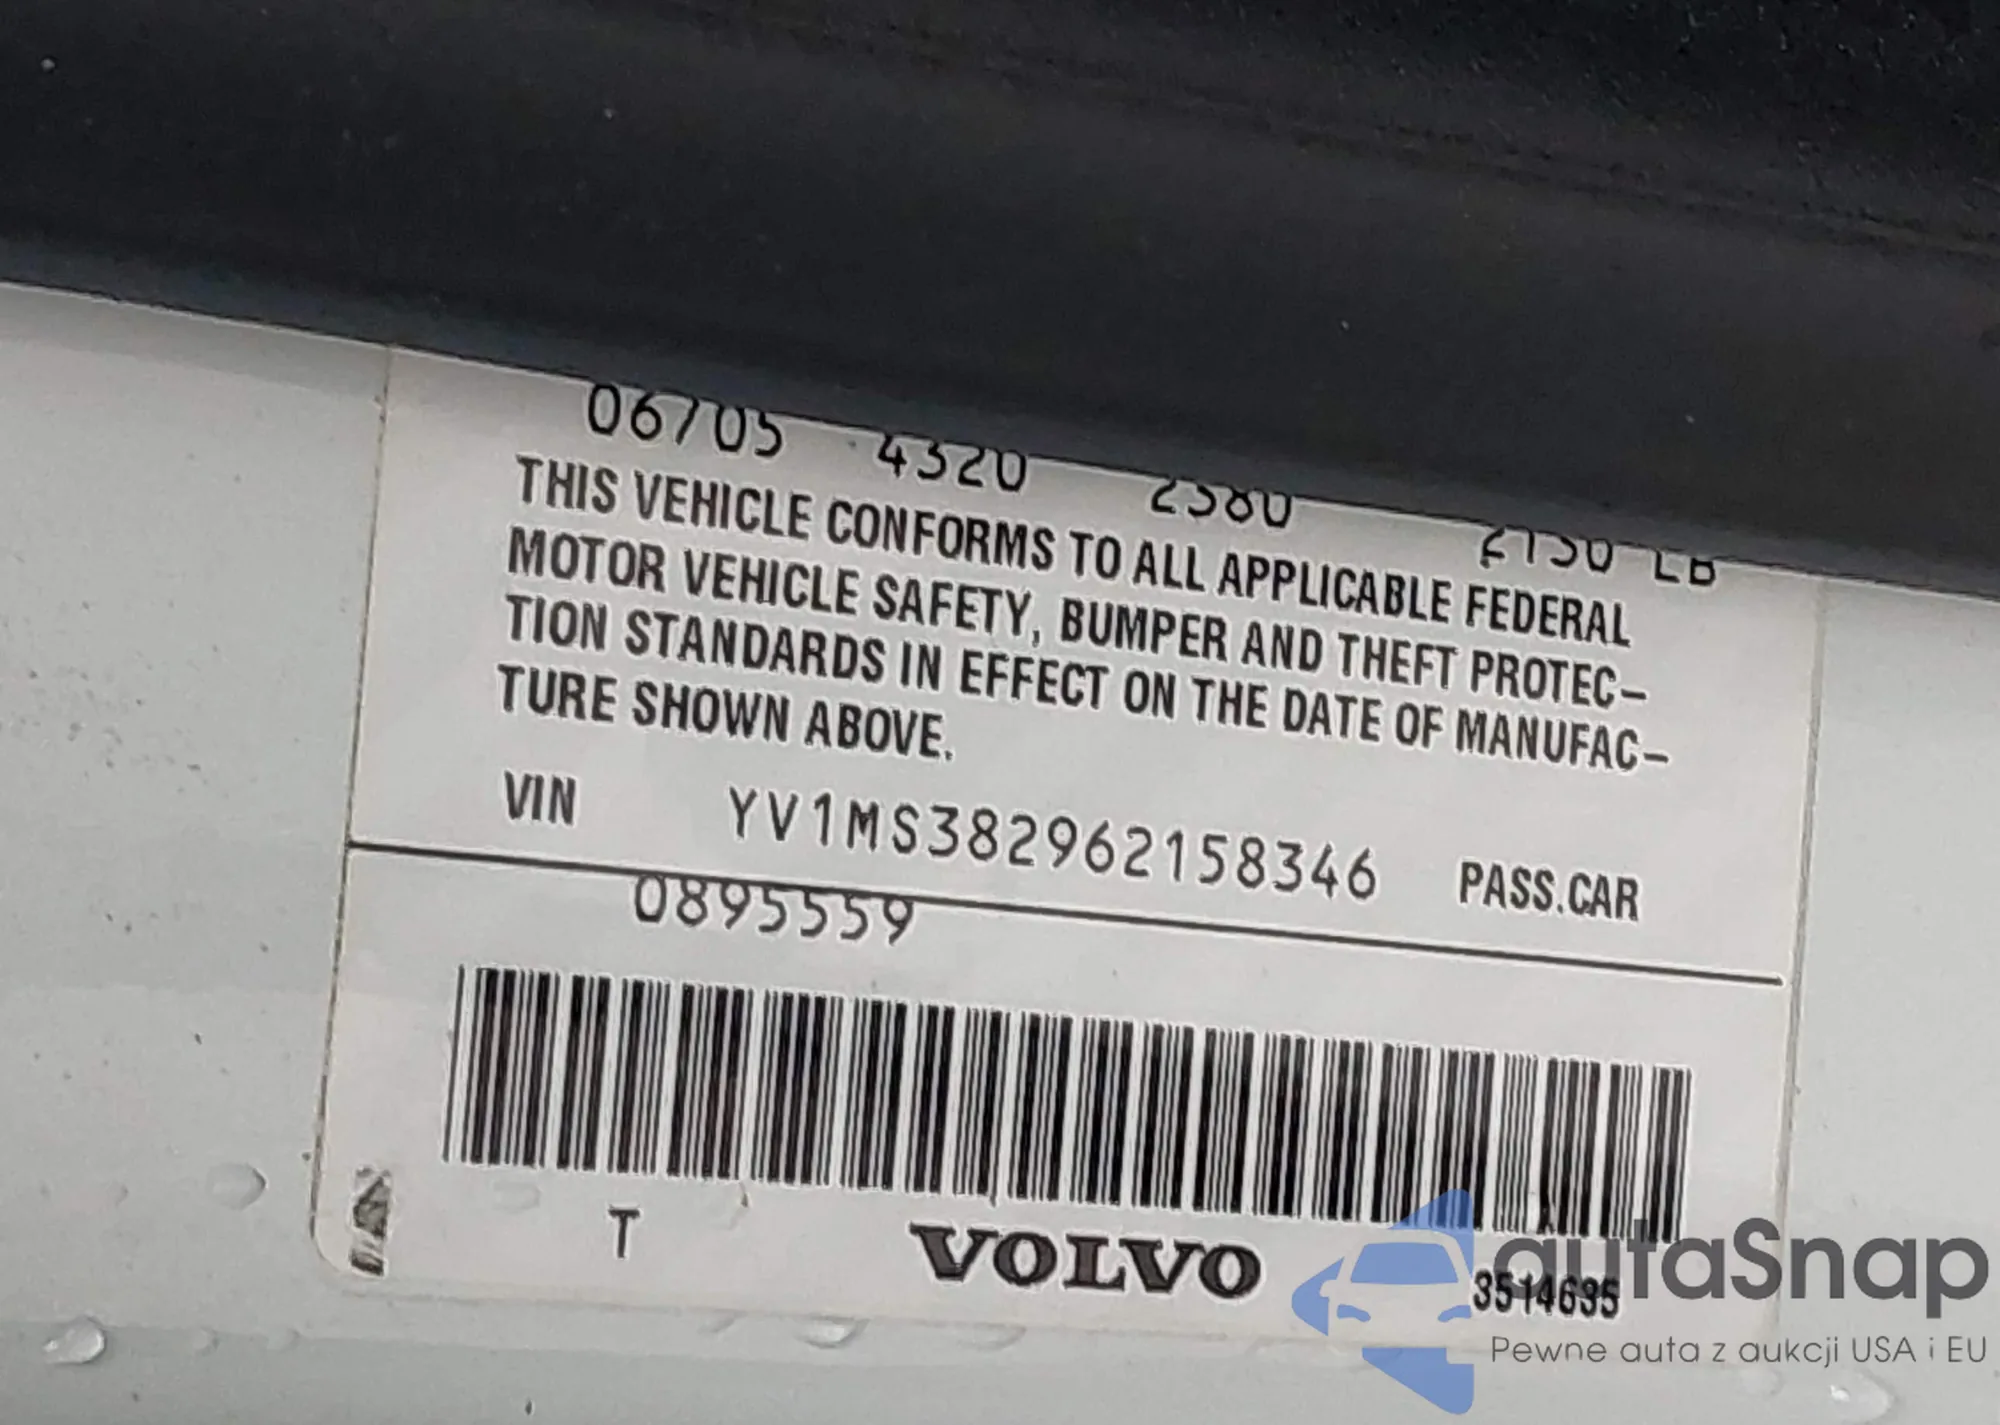 06705 4320 2380 2150 LB
THIS VEHICLE CONFORMS TO ALL APPLICABLE FEDERAL
MOTOR VEHICLE SAFETY, BUMPER AND THEFT PROTEC-
TION STANDARDS IN EFFECT ON THE DATE OF MANUFAC-
TURE SHOWN ABOVE.
VIN YV1MS382962158346 PASS.CAR
0895559
T VOLVO 3514635
autaSnap
Pewne auta z aukcji USA i EU